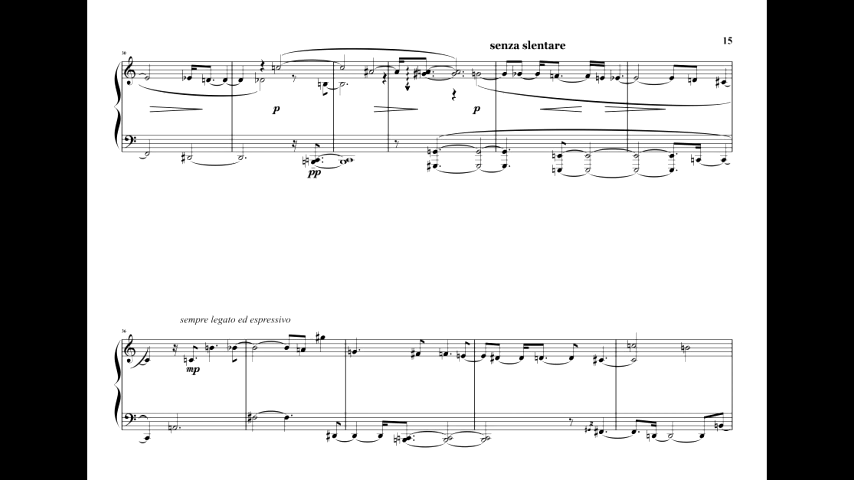 15
senza slentare
p
p
pp
sempre legato ed espressivo
mp